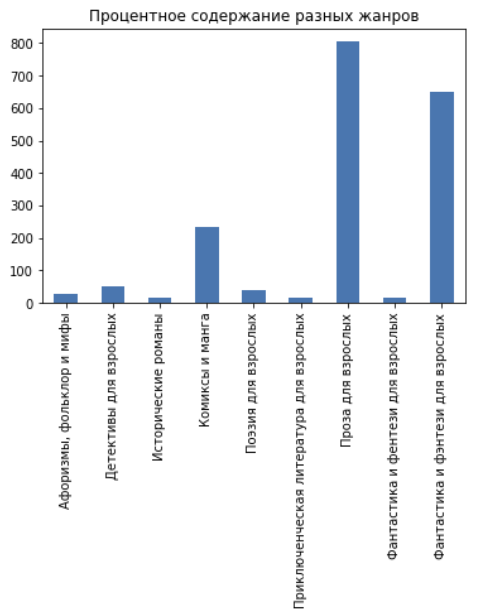 Процентное содержание разных жанров
800
700
600
500
400
300
200
100
0
Афоризмы, фольклор и мифы
Детективы для взрослых
Исторические романы
Комиксы и манга
Поэзия для взрослых
Приключенческая литература для взрослых
Проза для взрослых
Фантастика и фентези для взрослых
Фантастика и фэнтези для взрослых